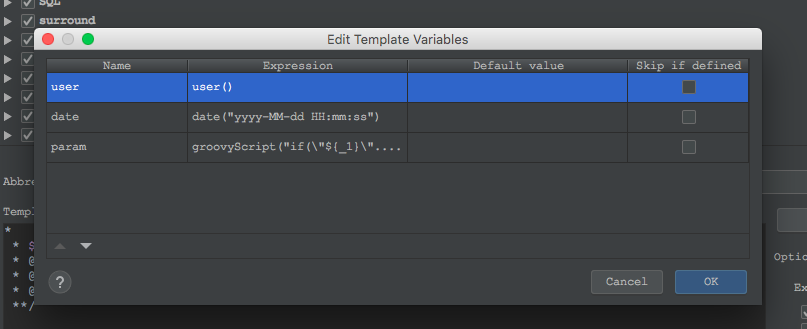 SQL
surround
Edit Template Variables
Name Expression Default value Skip if defined
user user()
date date("yyyy-MM-dd HH:mm:ss")
param groovyScript("if(\"${_1}\"....
Abbre
Templ
*
* $
* @
* @
* @
**/
Optio
Ex
?
Cancel OK